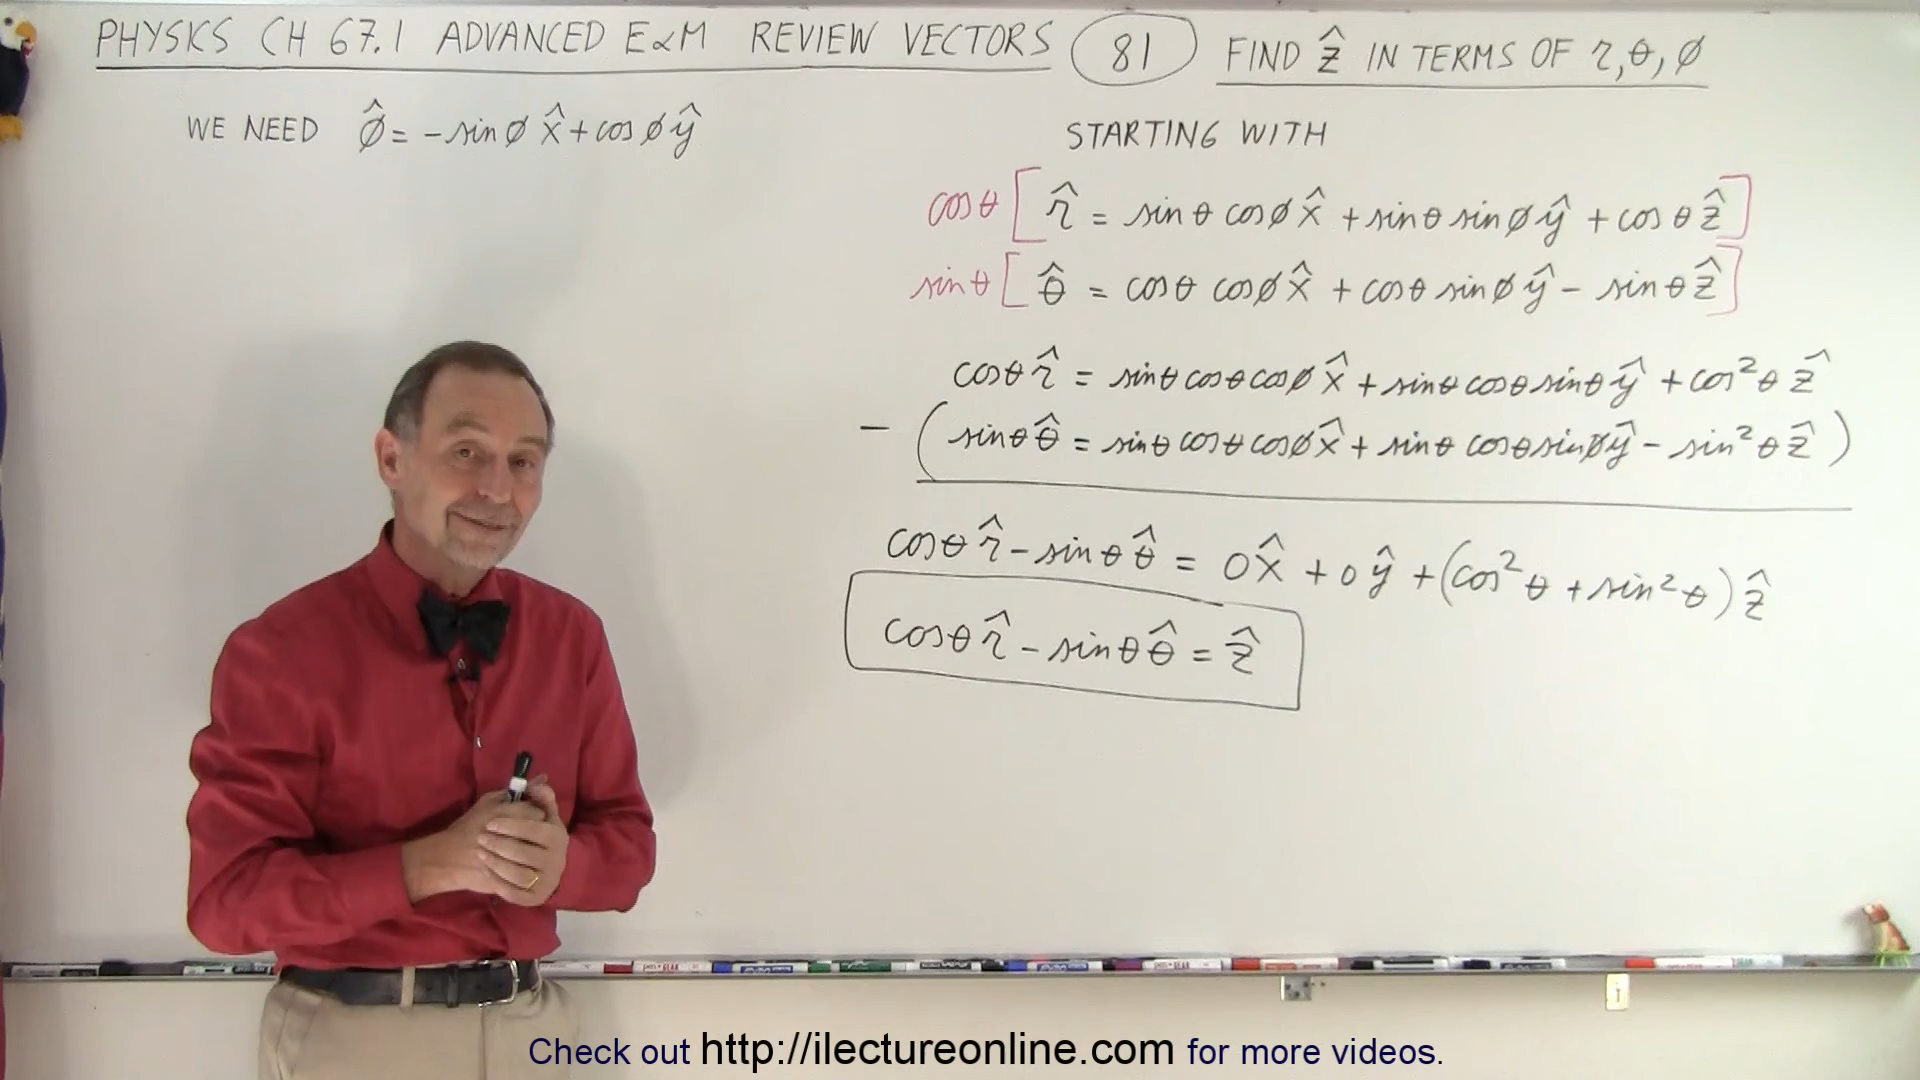 PHYSICS CH 67.1 ADVANCED E&M REVIEW VECTORS 81 FIND ẑ IN TERMS OF r, θ, ø
WE NEED ø̂ = -sin ø x̂ + cos ø ŷ
STARTING WITH
cos θ [ r̂ = sin θ cos ø x̂ + sin θ sin ø ŷ + cos θ ẑ ]
sin θ [ θ̂ = cos θ cos ø x̂ + cos θ sin ø ŷ - sin θ ẑ ]
cos θ r̂ = sin θ cos θ cos ø x̂ + sin θ cos θ sin θ ŷ + cos² θ ẑ
- ( sin θ θ̂ = sin θ cos θ cos ø x̂ + sin θ cos θ sin ø ŷ - sin² θ ẑ )
cos θ r̂ - sin θ θ̂ = 0 x̂ + 0 ŷ + (cos² θ + sin² θ) ẑ
cos θ r̂ - sin θ θ̂ = ẑ
Check out http://ilectureonline.com for more videos.